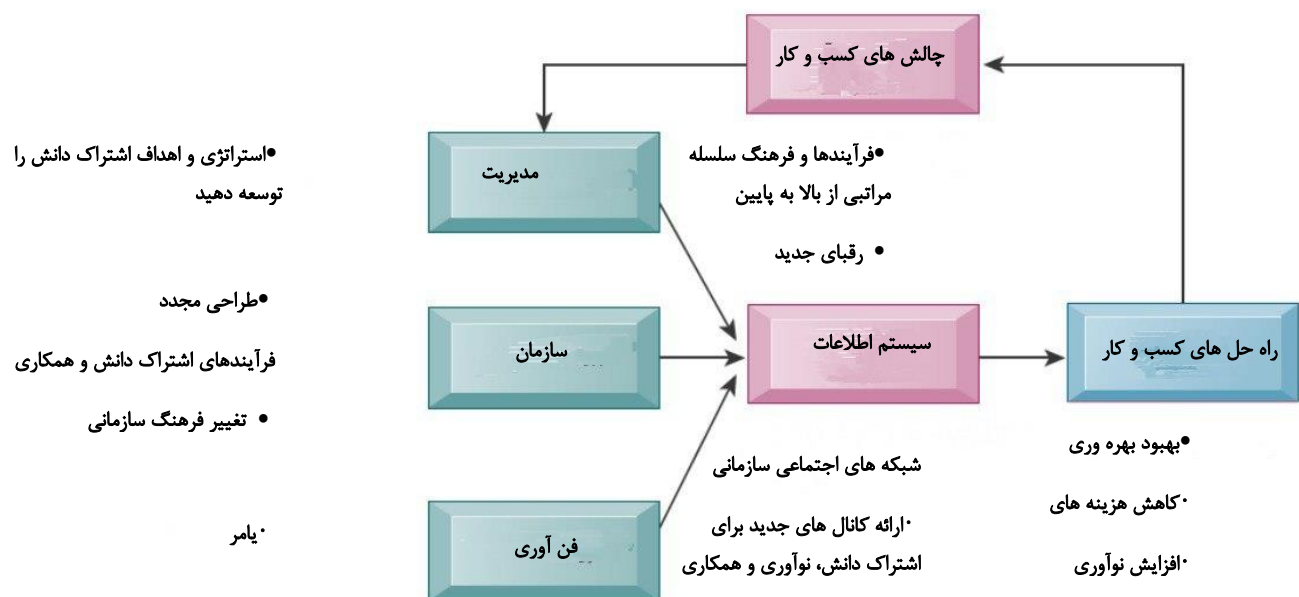 چالش های کسب و کار
•استراتژی و اهداف اشتراک دانش را
توسعه دهید
مدیریت
•فرآیندها و فرهنگ سلسله
مراتبی از بالا به پایین
• رقبای جدید
•طراحی مجدد
فرآیندهای اشتراک دانش و همکاری
• تغییر فرهنگ سازمانی
سازمان
سیستم اطلاعات
راه حل های کسب و کار
•بهبود بهره وری
·کاهش هزینه های
·افزایش نوآوری
شبکه های اجتماعی سازمانی
·ارائه کانال های جدید برای
اشتراک دانش، نوآوری و همکاری
فن آوری
·یامر